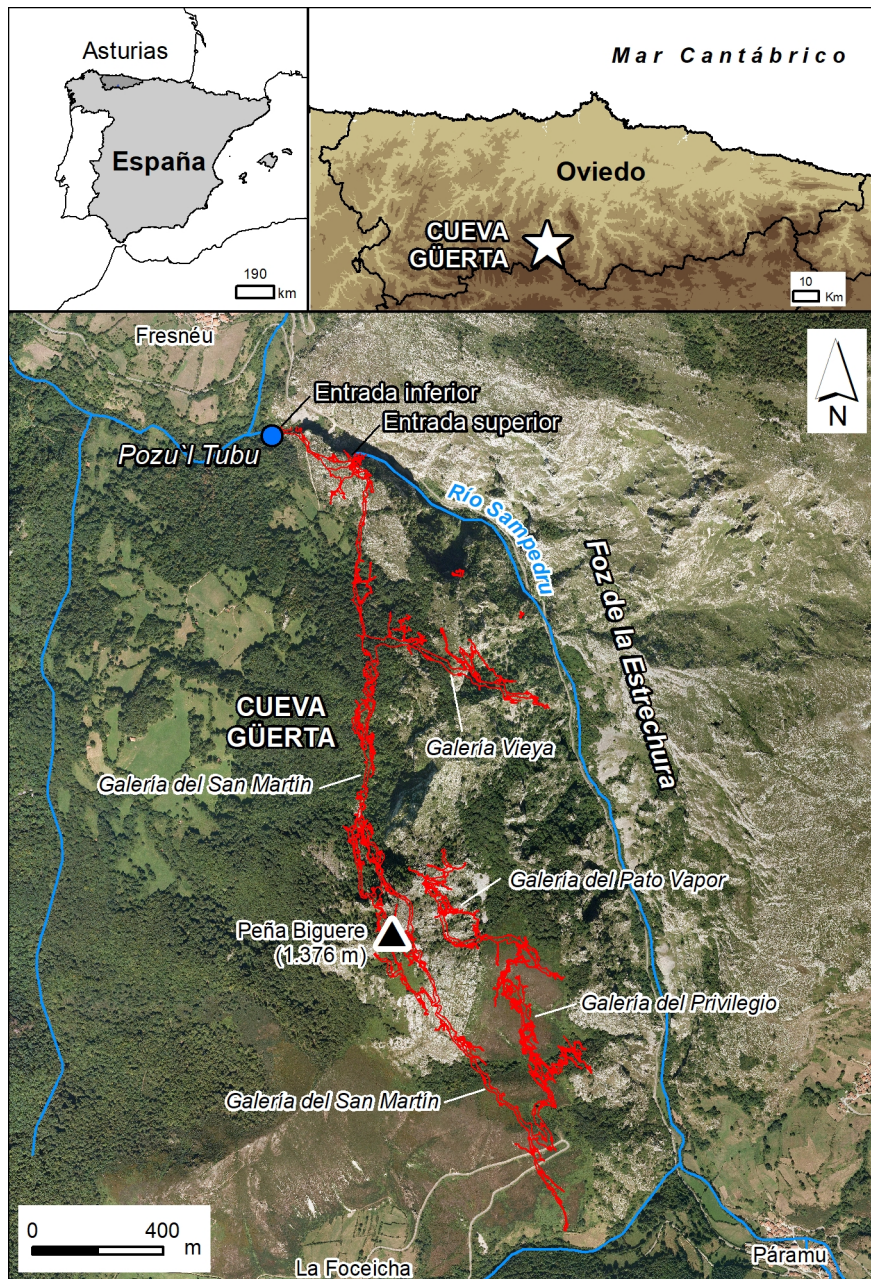 Asturias
España
190
km
Mar Cantábrico
Oviedo
CUEVA
GÜERTA
10
Km
Fresnéu
N
Entrada inferior
Entrada superior
Pozu`l Tubu
Río Sampedru
Foz de la Estrechura
CUEVA
GÜERTA
Galería Vieya
Galería del San Martín
Galería del Pato Vapor
Peña Biguere
(1.376 m)
Galería del Privilegio
Galería del San Martín
0 400
m
La Foceicha
Páramu